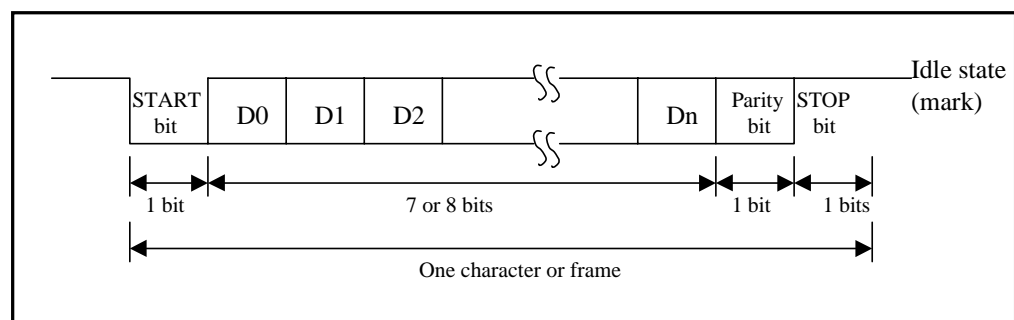 Idle state
(mark)
START
bit
D0
D1
D2
Dn
Parity
bit
STOP
bit
1 bit
7 or 8 bits
1 bit
1 bits
One character or frame